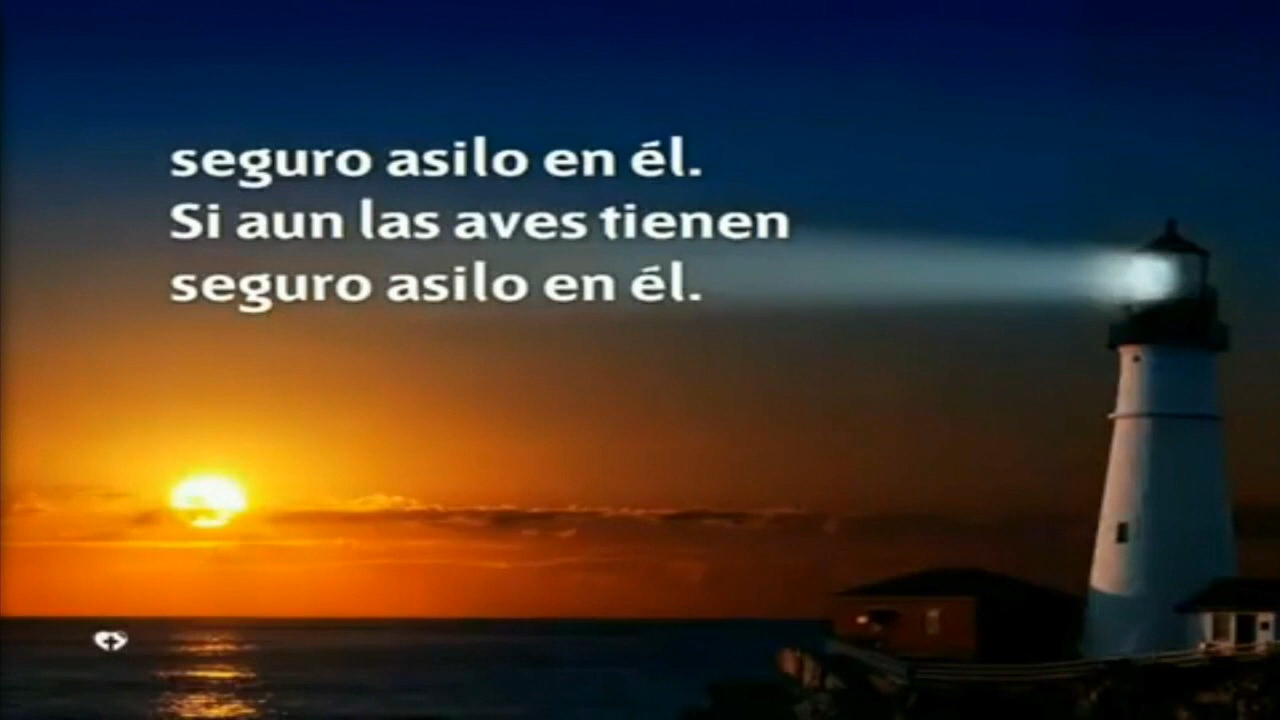 seguro asilo en él.
Si aun las aves tienen
seguro asilo en él.